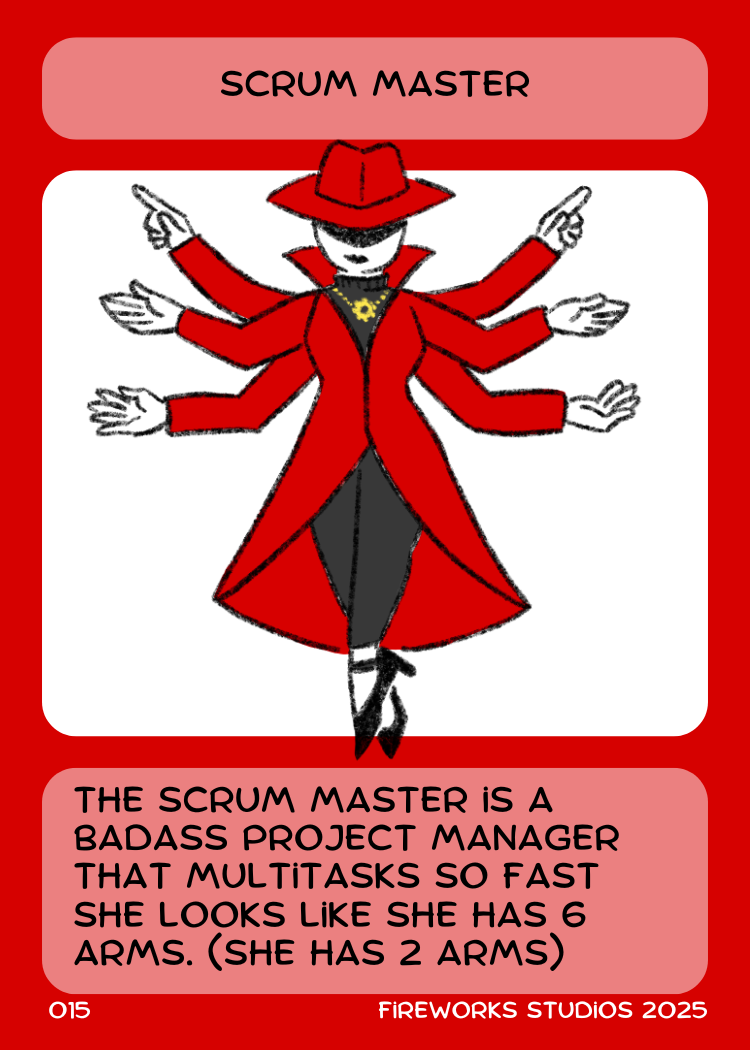 SCRUM MASTER
THE SCRUM MASTER iS A
BADASS PROJECT MANAGER
THAT MULTiTASKS SO FAST
SHE LOOKS LiKE SHE HAS 6
ARMS. (SHE HAS 2 ARMS)
015
FiREWORKS STUDiOS 2025